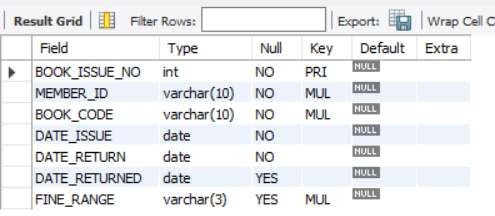 Result Grid Filter Rows: Export: Wrap Cell C
Field Type Null Key Default Extra
BOOK_ISSUE_NO int NO PRI NULL
MEMBER_ID varchar(10) NO MUL NULL
BOOK_CODE varchar(10) NO MUL NULL
DATE_ISSUE date NO NULL
DATE_RETURN date NO NULL
DATE_RETURNED date YES NULL
FINE_RANGE varchar(3) YES MUL NULL